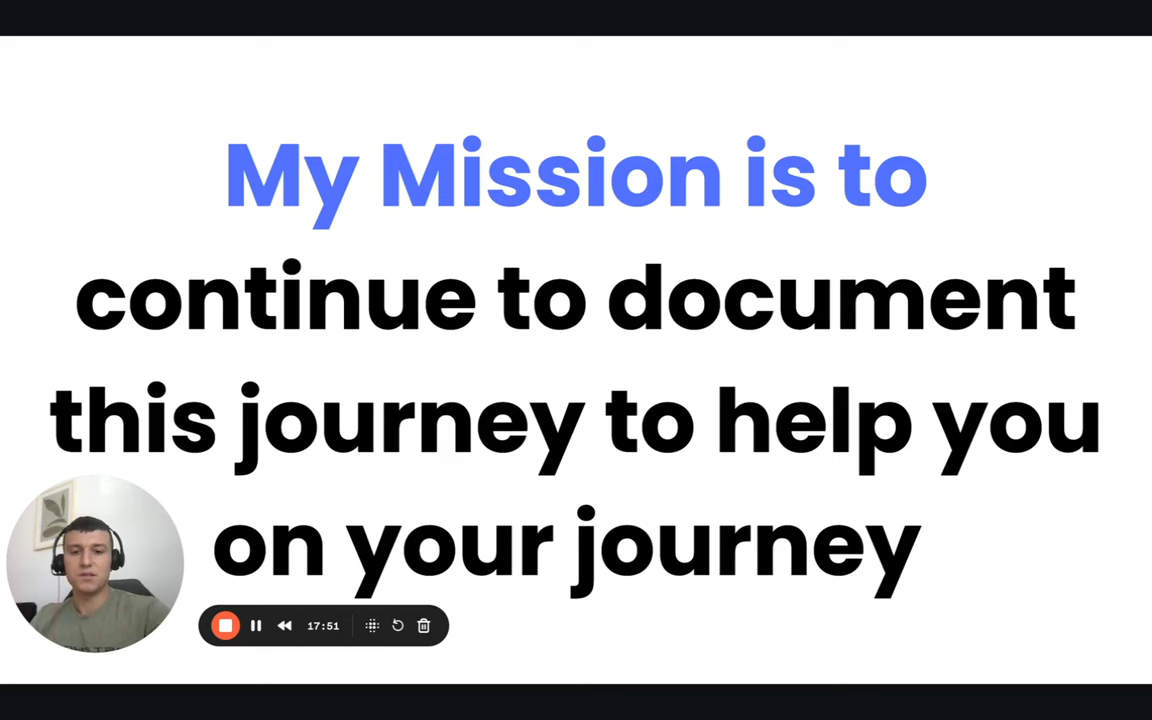 My Mission is to
continue to document
this journey to help you
on your journey
17:51